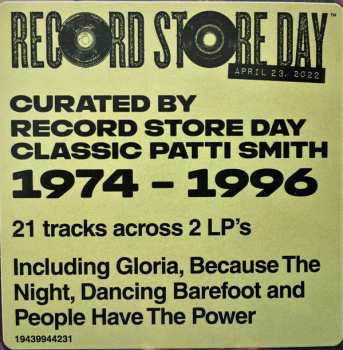 RECORD STORE DAY™
APRIL 23, 2022
CURATED BY
RECORD STORE DAY
CLASSIC PATTI SMITH
1974 - 1996
21 tracks across 2 LP's
Including Gloria, Because The
Night, Dancing Barefoot and
People Have The Power
19439944231